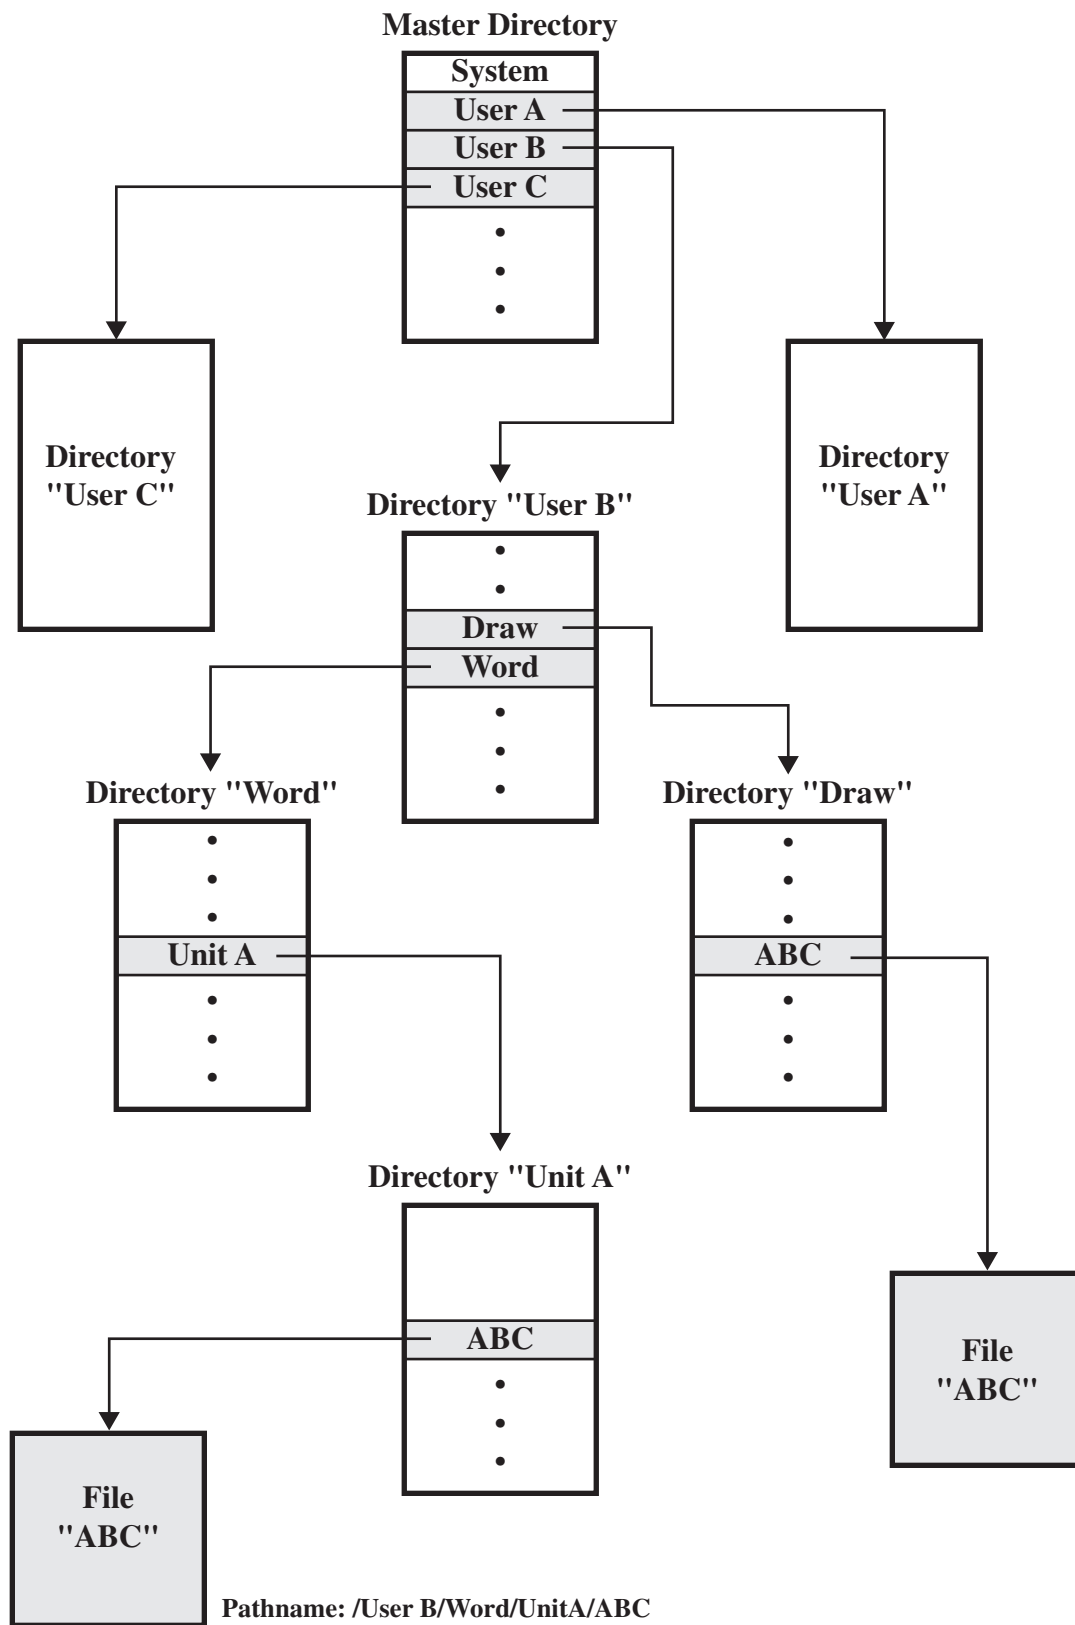 Master Directory
System
User A
User B
User C
Directory
"User C"
Directory
"User A"
Directory "User B"
Draw
Word
Directory "Word"
Directory "Draw"
Unit A
ABC
Directory "Unit A"
ABC
File
"ABC"
File
"ABC"
Pathname: /User B/Word/UnitA/ABC